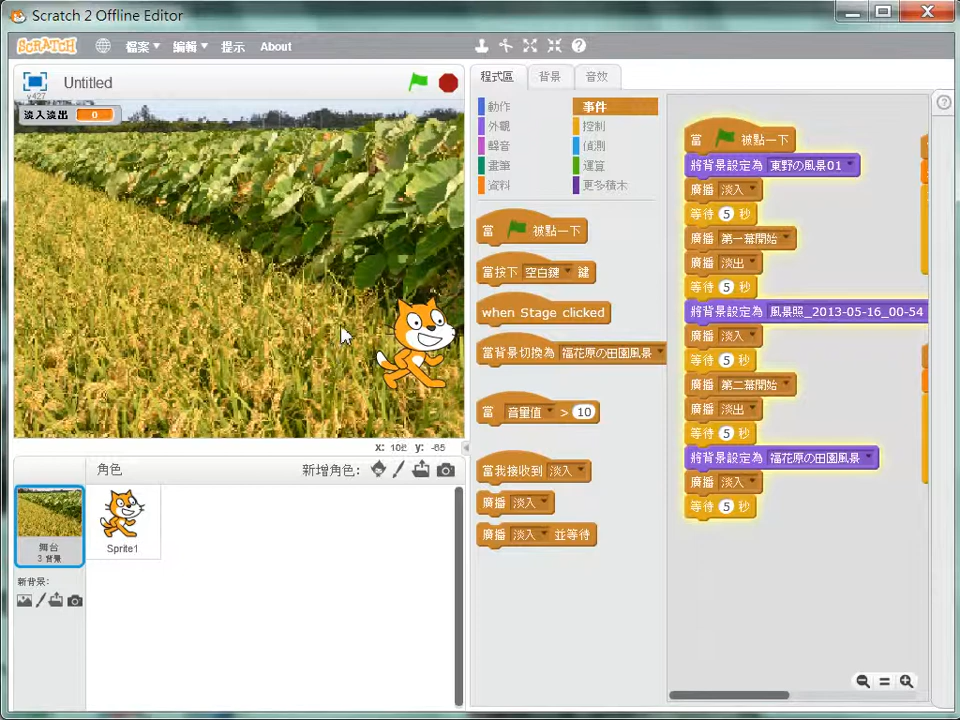 Scratch 2 Offline Editor
SCRATCH 檔案 編輯 提示 About
v427 Untitled
淡入淡出 0
程式區 背景 音效
動作 事件
外觀 控制
聲音 偵測
畫筆 運算
資料 更多積木
當 被點一下
當按下 空白鍵 鍵
when Stage clicked
當背景切換為 福花原の田園風景
當 音量值 > 10
當我接收到 淡入
廣播 淡入
廣播 淡入 並等待
當 被點一下
將背景設定為 東野の風景01
廣播 淡入
等待 5 秒
廣播 第一幕開始
廣播 淡出
等待 5 秒
將背景設定為 風景照_2013-05-16_00-54
廣播 淡入
等待 5 秒
廣播 第二幕開始
廣播 淡出
等待 5 秒
將背景設定為 福花原の田園風景
廣播 淡入
等待 5 秒
x: 102 y: -65
角色 新增角色:
舞台
3 背景
Sprite1
新背景: